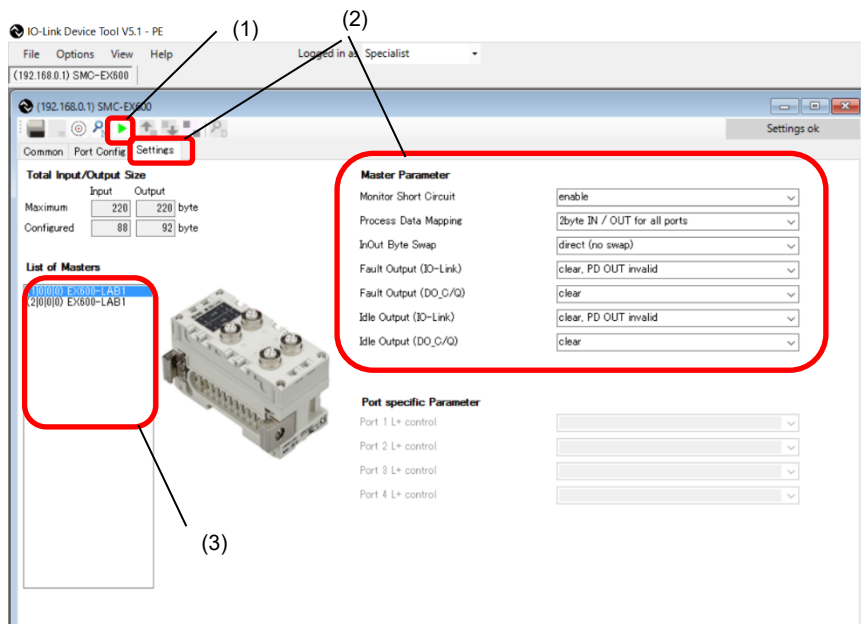 (1)
(2)
IO-Link Device Tool V5.1 - PE
File Options View Help Logged in as Specialist
(192.168.0.1) SMC-EX600
(192.168.0.1) SMC-EX600
Settings ok
Common Port Config Settings
Total Input/Output Size
Input Output
Maximum 220 220 byte
Configured 88 92 byte
List of Masters
(1|0|0|0) EX600-LAB1
(2|0|0|0) EX600-LAB1
Master Parameter
Monitor Short Circuit enable
Process Data Mapping 2byte IN / OUT for all ports
InOut Byte Swap direct (no swap)
Fault Output (IO-Link) clear, PD OUT invalid
Fault Output (DO_C/Q) clear
Idle Output (IO-Link) clear, PD OUT invalid
Idle Output (DO_C/Q) clear
Port specific Parameter
Port 1 L+ control
Port 2 L+ control
Port 3 L+ control
Port 4 L+ control
(3)